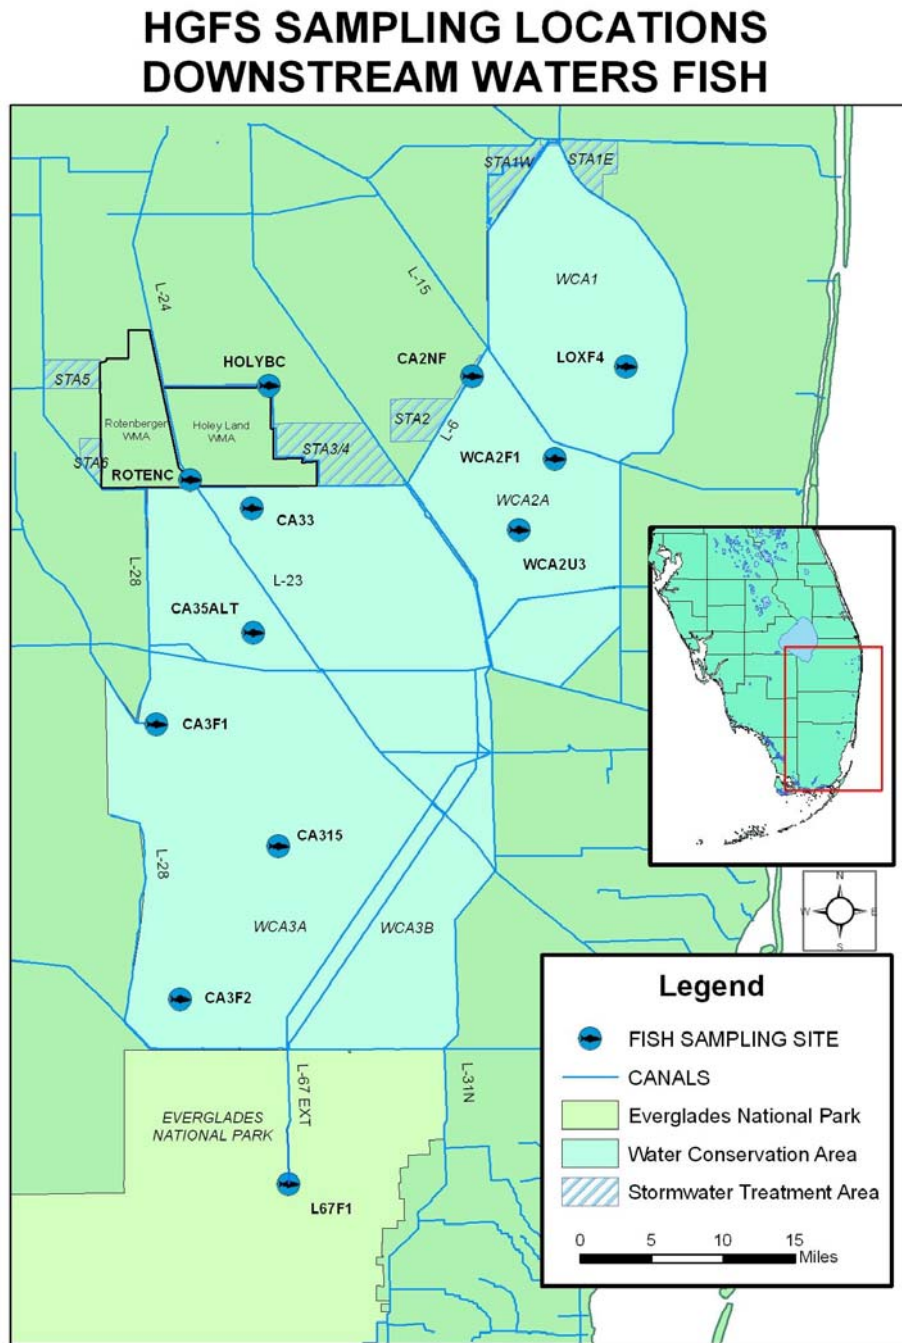 HGFS SAMPLING LOCATIONS
DOWNSTREAM WATERS FISH
STA1W
STA1E
WCA1
L-15
L-24
HOLYBC
CA2NF
LOXF4
STA5
STA2
Rotenberger
WMA
Holey Land
WMA
L-6
STA3/4
STA6
WCA2F1
ROTENC
WCA2A
CA33
WCA2U3
L-28
L-23
CA35ALT
CA3F1
CA315
L-28
WCA3A
WCA3B
CA3F2
L-67 EXT
L-31N
EVERGLADES
NATIONAL PARK
L67F1
N
W
E
S
Legend
FISH SAMPLING SITE
CANALS
Everglades National Park
Water Conservation Area
Stormwater Treatment Area
0 5 10 15
Miles